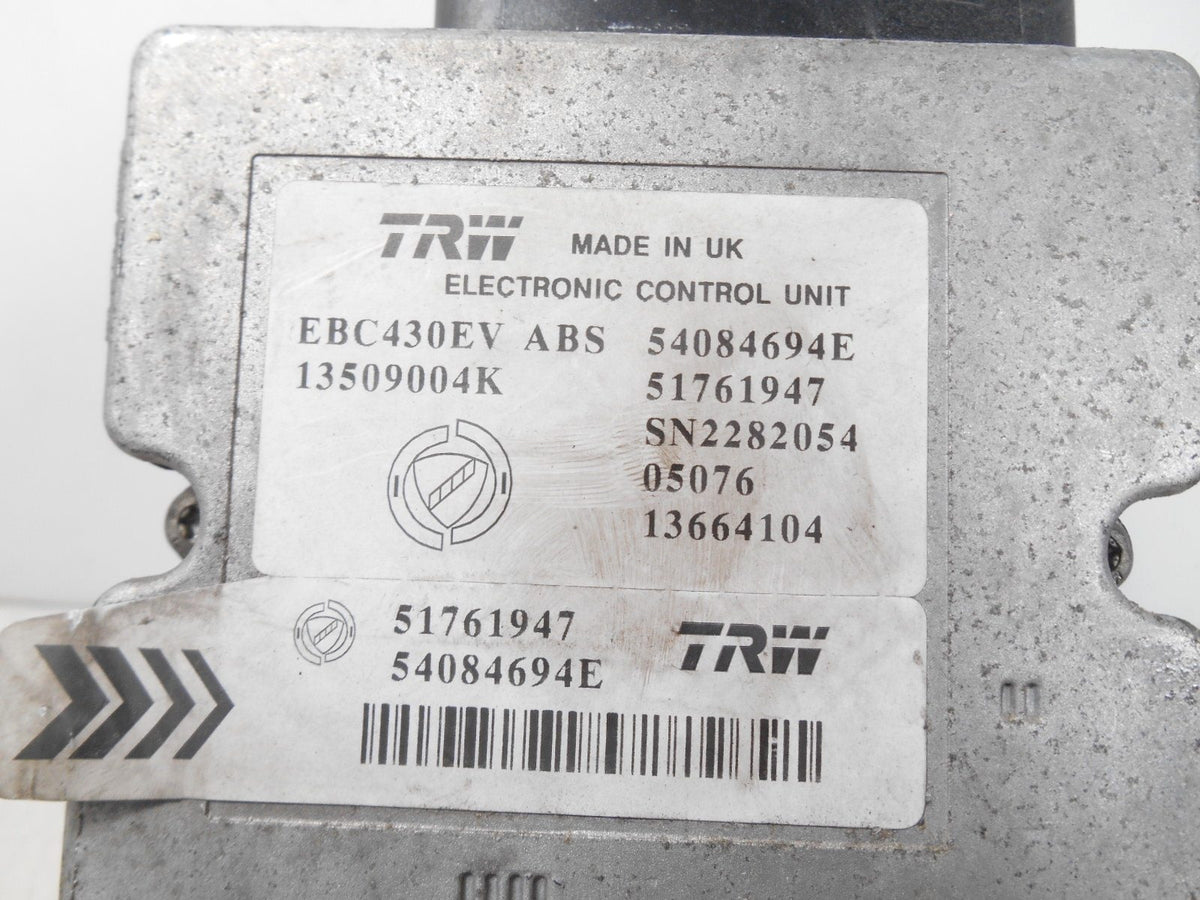 TRW MADE IN UK
ELECTRONIC CONTROL UNIT
EBC430EV ABS 54084694E
13509004K 51761947
SN2282054
05076
13664104
51761947 TRW
54084694E